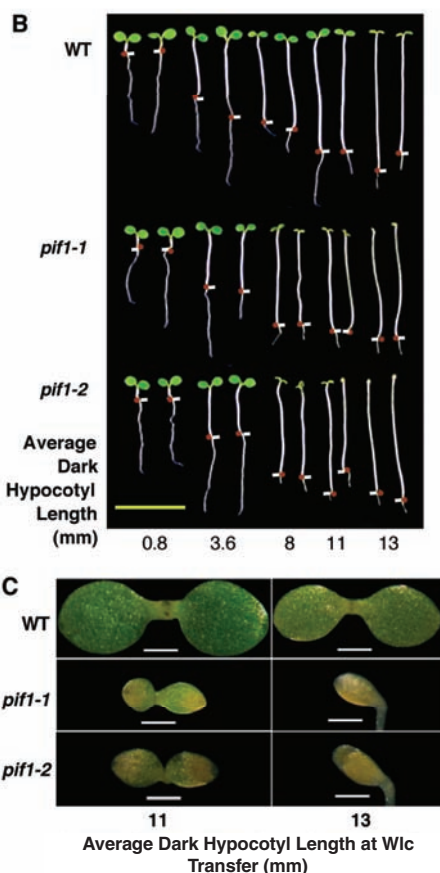 B
WT
pif1-1
pif1-2
Average
Dark
Hypocotyl
Length
(mm)
0.8 3.6 8 11 13
C
WT
pif1-1
pif1-2
11 13
Average Dark Hypocotyl Length at Wlc
Transfer (mm)